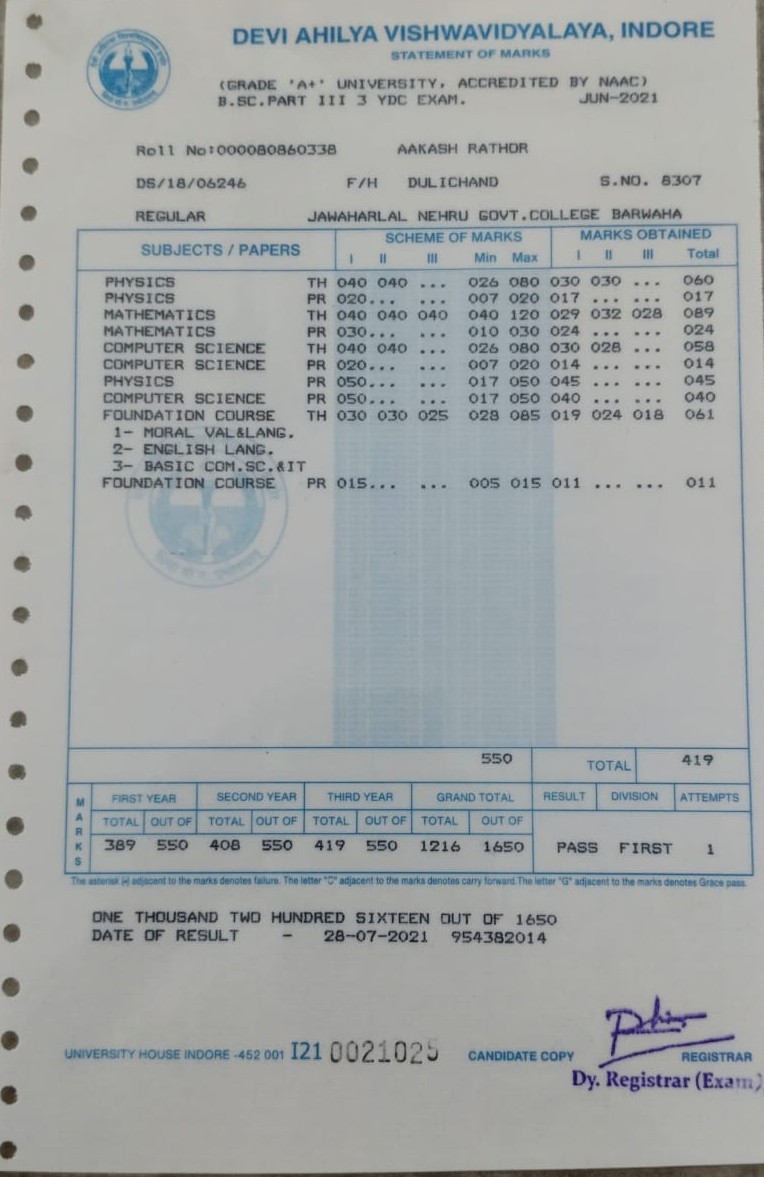 DEVI AHILYA VISHWAVIDYALAYA, INDORE
STATEMENT OF MARKS
(GRADE 'A+' UNIVERSITY, ACCREDITED BY NAAC)
B.SC.PART III 3 YDC EXAM. JUN-2021
Roll No:000080860338 AAKASH RATHOR
DS/18/06246 F/H DULICHAND S.NO. 8307
REGULAR JAWAHARLAL NEHRU GOVT.COLLEGE BARWAHA
SUBJECTS / PAPERS SCHEME OF MARKS MARKS OBTAINED
I II III Min Max I II III Total
PHYSICS TH 040 040 ... 026 080 030 030 ... 060
PHYSICS PR 020... ... 007 020 017 ... ... 017
MATHEMATICS TH 040 040 040 040 120 029 032 028 089
MATHEMATICS PR 030... ... 010 030 024 ... ... 024
COMPUTER SCIENCE TH 040 040 ... 026 080 030 028 ... 058
COMPUTER SCIENCE PR 020... ... 007 020 014 ... ... 014
PHYSICS PR 050... ... 017 050 045 ... ... 045
COMPUTER SCIENCE PR 050... ... 017 050 040 ... ... 040
FOUNDATION COURSE TH 030 030 025 028 085 019 024 018 061
1- MORAL VAL&LANG.
2- ENGLISH LANG.
3- BASIC COM.SC.&IT
FOUNDATION COURSE PR 015... ... 005 015 011 ... ... 011
550 TOTAL 419
MARKS FIRST YEAR SECOND YEAR THIRD YEAR GRAND TOTAL RESULT DIVISION ATTEMPTS
TOTAL OUT OF TOTAL OUT OF TOTAL OUT OF TOTAL OUT OF
389 550 408 550 419 550 1216 1650 PASS FIRST 1
The asterisk (*) adjacent to the marks denotes failure. The letter "C" adjacent to the marks denotes carry forward.The letter "G" adjacent to the marks denotes Grace pass.
ONE THOUSAND TWO HUNDRED SIXTEEN OUT OF 1650
DATE OF RESULT - 28-07-2021 954382014
UNIVERSITY HOUSE INDORE -452 001 I21 0021025 CANDIDATE COPY REGISTRAR
Dy. Registrar (Exam)